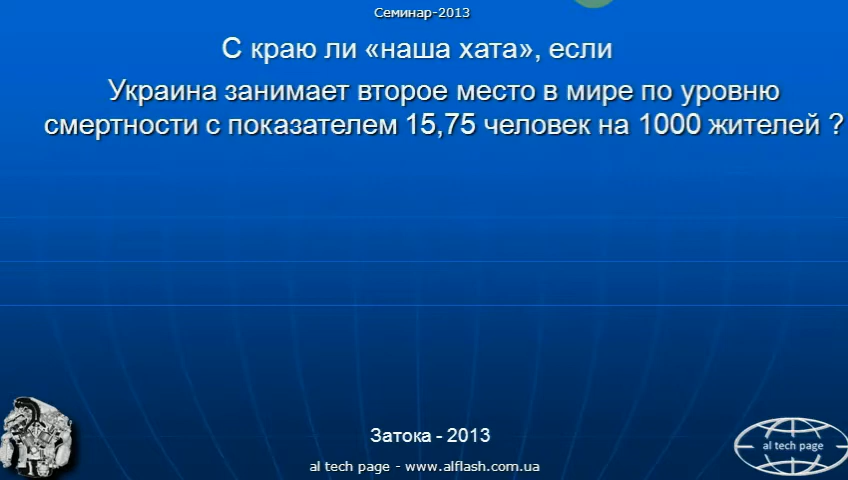 Семинар-2013
С краю ли «наша хата», если
Украина занимает второе место в мире по уровню
смертности с показателем 15,75 человек на 1000 жителей ?
Затока - 2013
al tech page
al tech page - www.alflash.com.ua